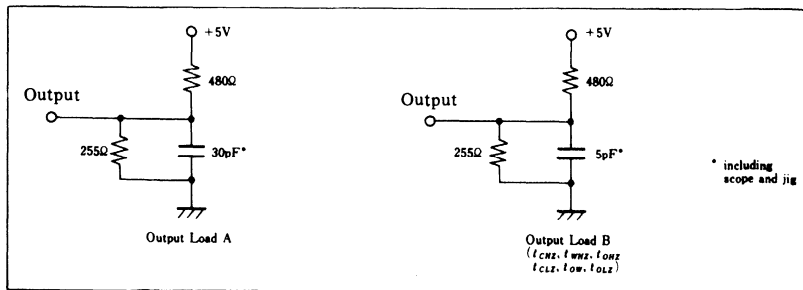 +5V
480Ω
Output
255Ω
30pF*
Output Load A
+5V
480Ω
Output
255Ω
5pF*
Output Load B
(tCHZ, tWHZ, tOHZ
tCLZ, tOW, tOLZ)
* including
scope and jig